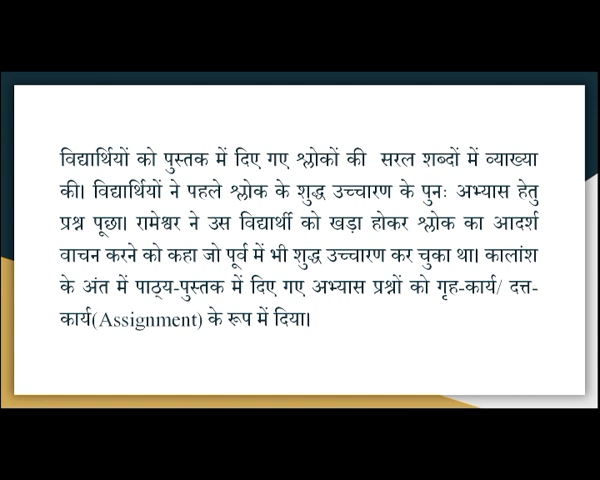 विद्यार्थियों को पुस्तक में दिए गए श्लोकों की सरल शब्दों में व्याख्या
की। विद्यार्थियों ने पहले श्लोक के शुद्ध उच्चारण के पुनः अभ्यास हेतु
प्रश्न पूछा। रामेश्वर ने उस विद्यार्थी को खड़ा होकर श्लोक का आदर्श
वाचन करने को कहा जो पूर्व में भी शुद्ध उच्चारण कर चुका था। कालांश
के अंत में पाठ्य-पुस्तक में दिए गए अभ्यास प्रश्नों को गृह-कार्य/ दत्त-
कार्य(Assignment) के रूप में दिया।